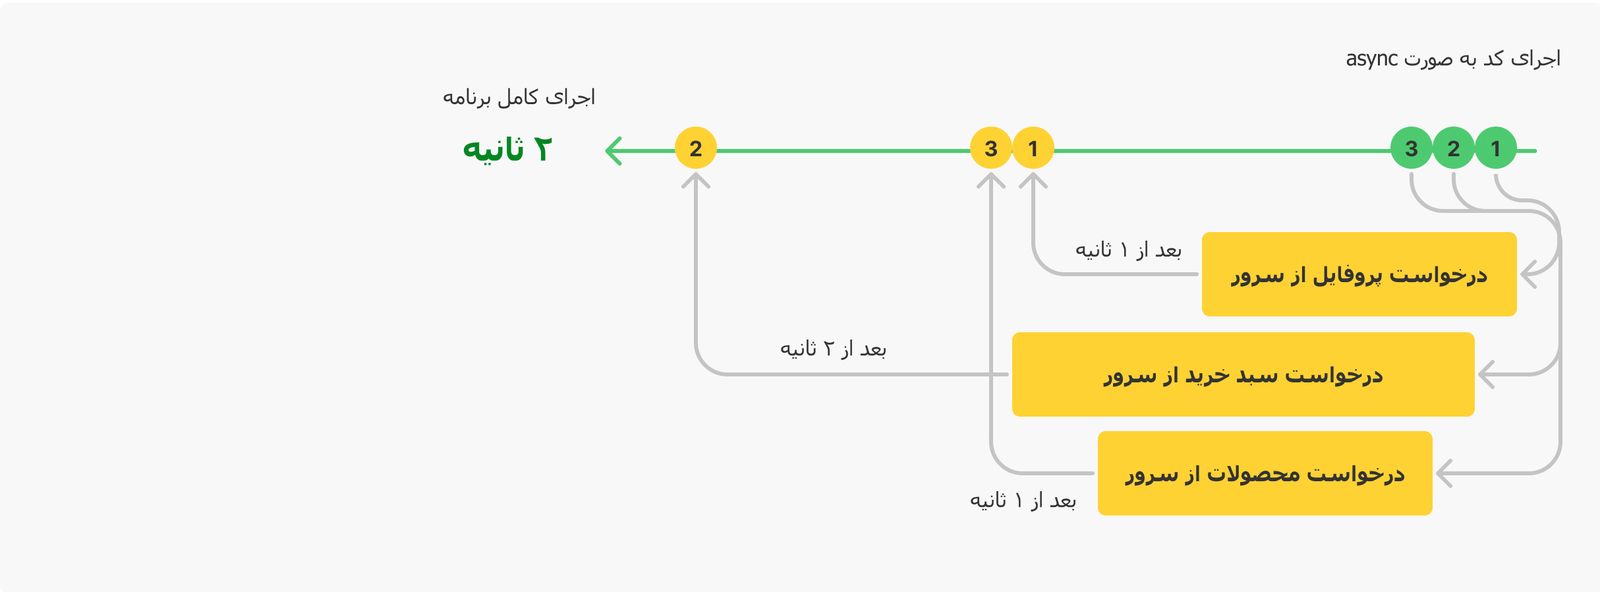 اجرای کد به صورت async
اجرای کامل برنامه
۲ ثانیه
1
2
3
1
3
2
درخواست پروفایل از سرور
بعد از ۱ ثانیه
درخواست سبد خرید از سرور
بعد از ۲ ثانیه
درخواست محصولات از سرور
بعد از ۱ ثانیه